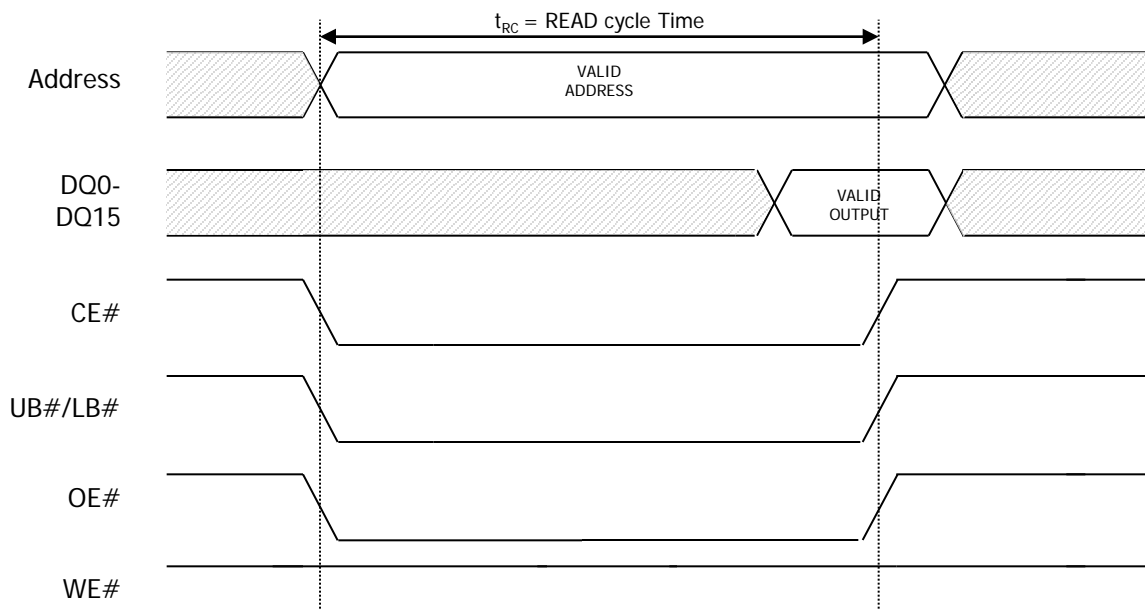 tRC = READ cycle Time
Address
VALID
ADDRESS
DQ0-
DQ15
VALID
OUTPUT
CE#
UB#/LB#
OE#
WE#